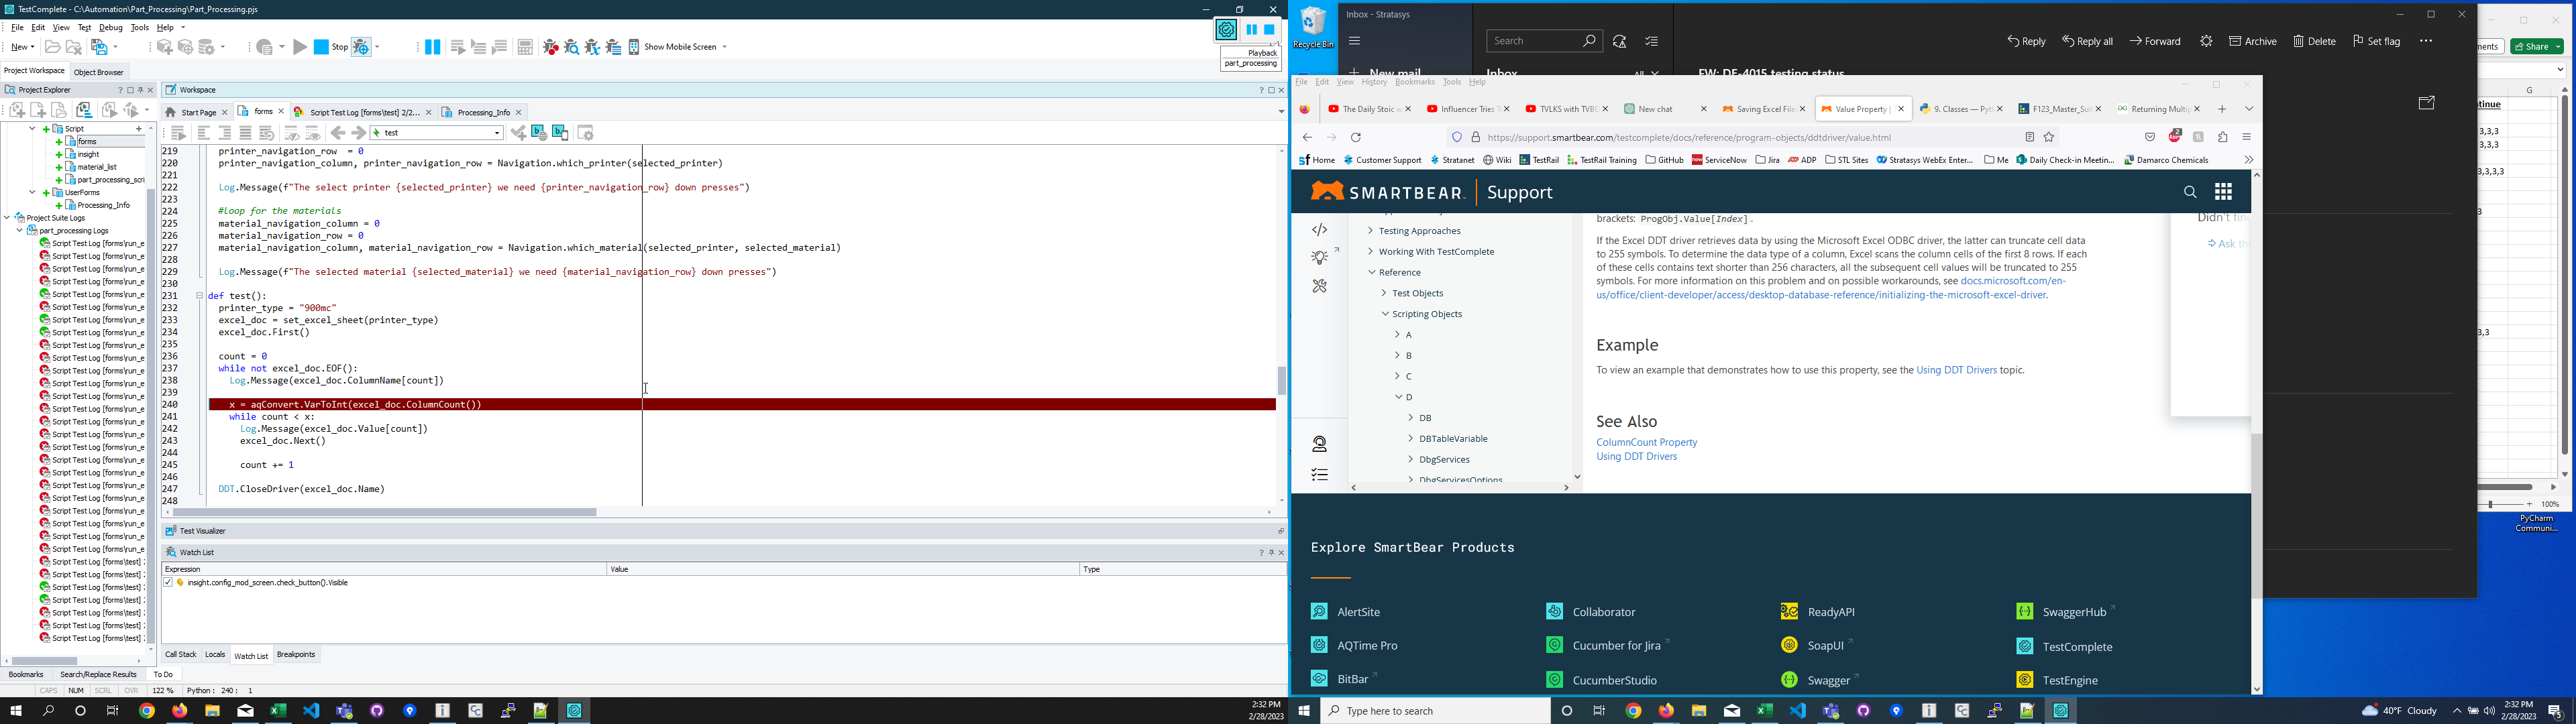 TestComplete - C:\Automation\Part_Processing\Part_Processing.pjs
File Edit View Test Debug Tools Help
New
Stop
Show Mobile Screen
Playback
part_processing
Project Workspace
Object Browser
Project Explorer
Script
forms
insight
material_list
part_processing_scri
UserForms
Processing_Info
Project Suite Logs
part_processing Logs
Script Test Log [forms\run_e
Script Test Log [forms\test] :
Bookmarks
Search/Replace Results
To Do
CAPS NUM SCRL OVR 122 % Python : 240 : 1
Workspace
Start Page
forms
Script Test Log [forms\test] 2/2...
Processing_Info
test
219 printer_navigation_row = 0
220 printer_navigation_column, printer_navigation_row = Navigation.which_printer(selected_printer)
221
222 Log.Message(f"The select printer {selected_printer} we need {printer_navigation_row} down presses")
223
224 #loop for the materials
225 material_navigation_column = 0
226 material_navigation_row = 0
227 material_navigation_column, material_navigation_row = Navigation.which_material(selected_printer, selected_material)
228
229 Log.Message(f"The selected material {selected_material} we need {material_navigation_row} down presses")
230
231 def test():
232 printer_type = "900mc"
233 excel_doc = set_excel_sheet(printer_type)
234 excel_doc.First()
235
236 count = 0
237 while not excel_doc.EOF():
238 Log.Message(excel_doc.ColumnName[count])
239
240 x = aqConvert.VarToInt(excel_doc.ColumnCount())
241 while count < x:
242 Log.Message(excel_doc.Value[count])
243 excel_doc.Next()
244
245 count += 1
246
247 DDT.CloseDriver(excel_doc.Name)
248
Test Visualizer
Watch List
Expression Value Type
insight.config_mod_screen.check_button().Visible
Call Stack Locals Watch List Breakpoints
2:32 PM
2/28/2023
Recycle Bin
Inbox - Stratasys
New mail
Search
Inbox
All
Reply Reply all Forward Archive Delete Set flag
FW: DF-4015 testing status
Share
File Edit View History Bookmarks Tools Help
The Daily Stoic w
Influencer Tries T
TVLKS with TVBC
New chat
Saving Excel File
Value Property |
9. Classes — Pyt
F123_Master_Sui
Returning Multip
https://support.smartbear.com/testcomplete/docs/reference/program-objects/ddtdriver/value.html
Home Customer Support Stratanet Wiki TestRail TestRail Training GitHub ServiceNow Jira ADP STL Sites Stratasys WebEx Enter... Me Daily Check-in Meetin... Damarco Chemicals
SMARTBEAR Support
Testing Approaches
Working With TestComplete
Reference
Test Objects
Scripting Objects
A
B
C
D
DB
DBTableVariable
DbgServices
DbgServicesOptions
brackets: ProgObj.Value[Index] .
If the Excel DDT driver retrieves data by using the Microsoft Excel ODBC driver, the latter can truncate cell data
to 255 symbols. To determine the data type of a column, Excel scans the column cells of the first 8 rows. If each
of these cells contains text shorter than 256 characters, all the subsequent cell values will be truncated to 255
symbols. For more information on this problem and on possible workarounds, see docs.microsoft.com/en-
us/office/client-developer/access/desktop-database-reference/initializing-the-microsoft-excel-driver.
Example
To view an example that demonstrates how to use this property, see the Using DDT Drivers topic.
See Also
ColumnCount Property
Using DDT Drivers
Explore SmartBear Products
AlertSite Collaborator ReadyAPI SwaggerHub
AQTime Pro Cucumber for Jira SoapUI TestComplete
BitBar CucumberStudio Swagger TestEngine
G
100%
PyCharm
Communi...
Type here to search
40°F Cloudy
2:32 PM
2/28/2023